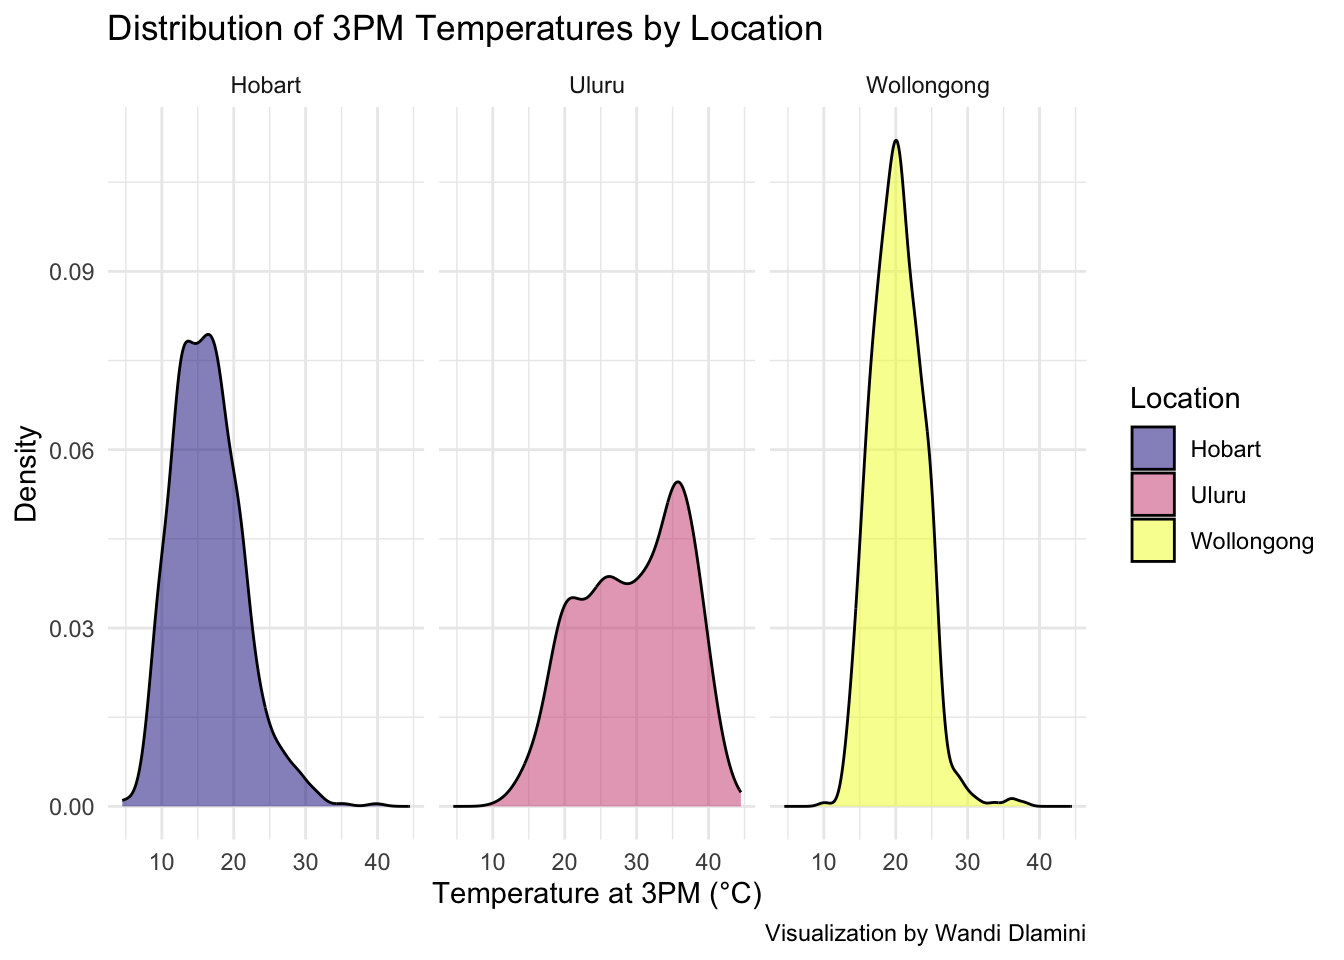 Distribution of 3PM Temperatures by Location
Hobart
Uluru
Wollongong
0.09
0.06
0.03
0.00
Density
10 20 30 40
10 20 30 40
10 20 30 40
Temperature at 3PM (°C)
Location
Hobart
Uluru
Wollongong
Visualization by Wandi Dlamini